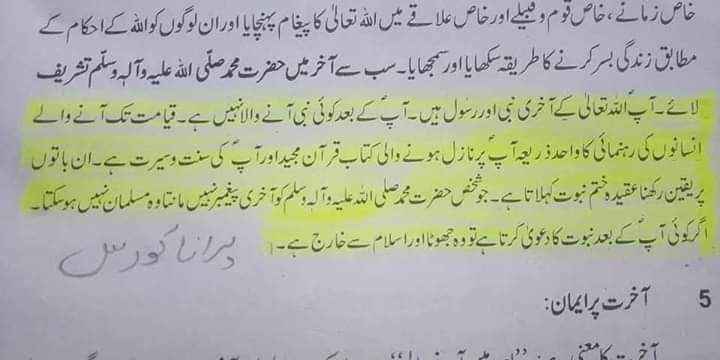 خاص زمانے، خاص قوم و قبیلے اور خاص علاقے میں اللہ تعالیٰ کا پیغام پہنچایا اور ان لوگوں کو اللہ کے احکام کے
مطابق زندگی بسر کرنے کا طریقہ سکھایا اور سمجھایا۔ سب سے آخر میں حضرت محمد صلّی اللہ علیہ و آلہٖ وسلّم تشریف
لائے۔ آپؐ اللہ تعالیٰ کے آخری نبی اور رسول ہیں۔ آپؐ کے بعد کوئی نبی آنے والا نہیں ہے۔ قیامت تک آنے والے
انسانوں کی رہنمائی کا واحد ذریعہ آپؐ پر نازل ہونے والی کتاب قرآن مجید اور آپؐ کی سنت و سیرت ہے۔ ان باتوں
پر یقین رکھنا عقیدہ ختم نبوت کہلاتا ہے۔ جو شخص حضرت محمد صلی اللہ علیہ و آلہ وسلم کو آخری پیغمبر نہیں مانتا وہ مسلمان نہیں ہو سکتا۔
اگر کوئی آپؐ کے بعد نبوت کا دعویٰ کرتا ہے تو وہ جھوٹا اور اسلام سے خارج ہے۔
پرانا کورس
5 آخرت پر ایمان: